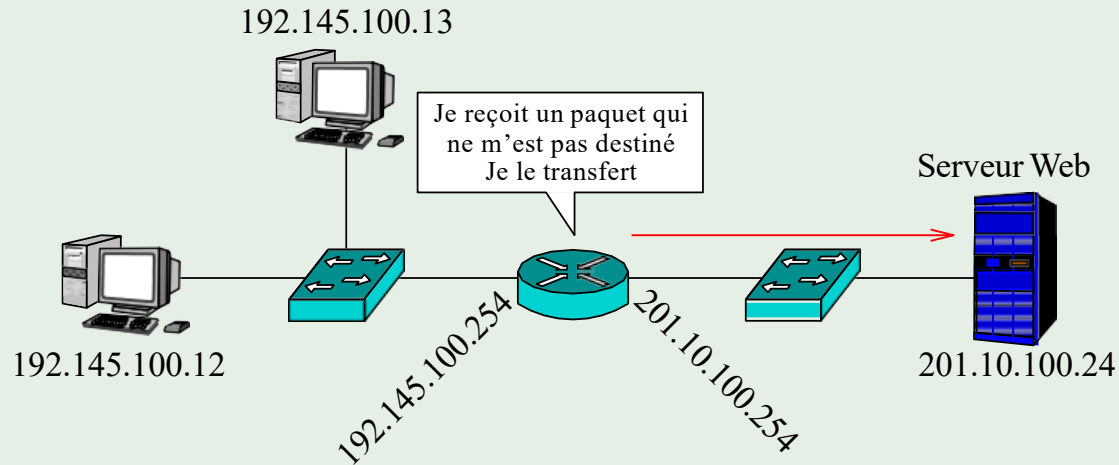 192.145.100.13
Je reçoit un paquet qui
ne m’est pas destiné
Je le transfert
Serveur Web
192.145.100.12
192.145.100.254
201.10.100.254
201.10.100.24